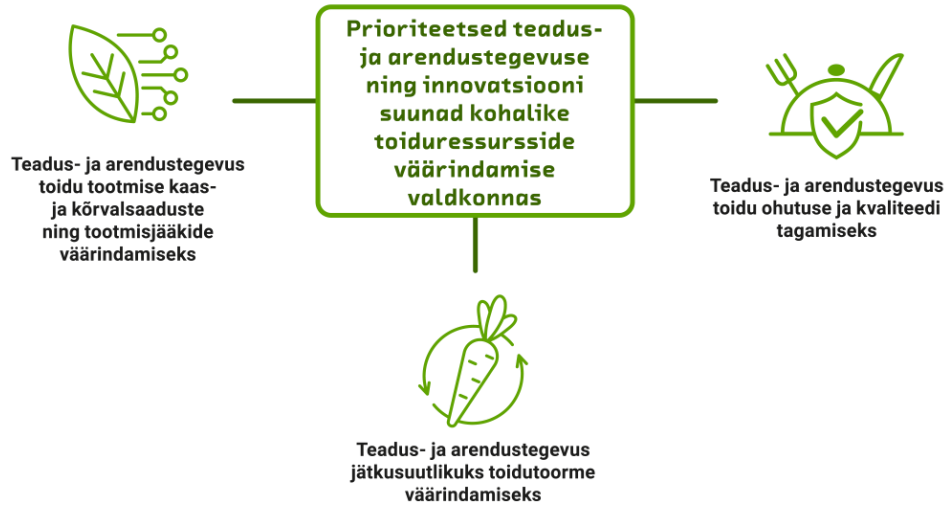 Prioriteetsed teadus-
ja arendustegevuse
ning innovatsiooni
suunad kohalike
toiduressursside
väärindamise
valdkonnas
Teadus- ja arendustegevus
toidu tootmise kaas-
ja kõrvalsaaduste
ning tootmisjääkide
väärindamiseks
Teadus- ja arendustegevus
toidu ohutuse ja kvaliteedi
tagamiseks
Teadus- ja arendustegevus
jätkusuutlikuks toidutoorme
väärindamiseks